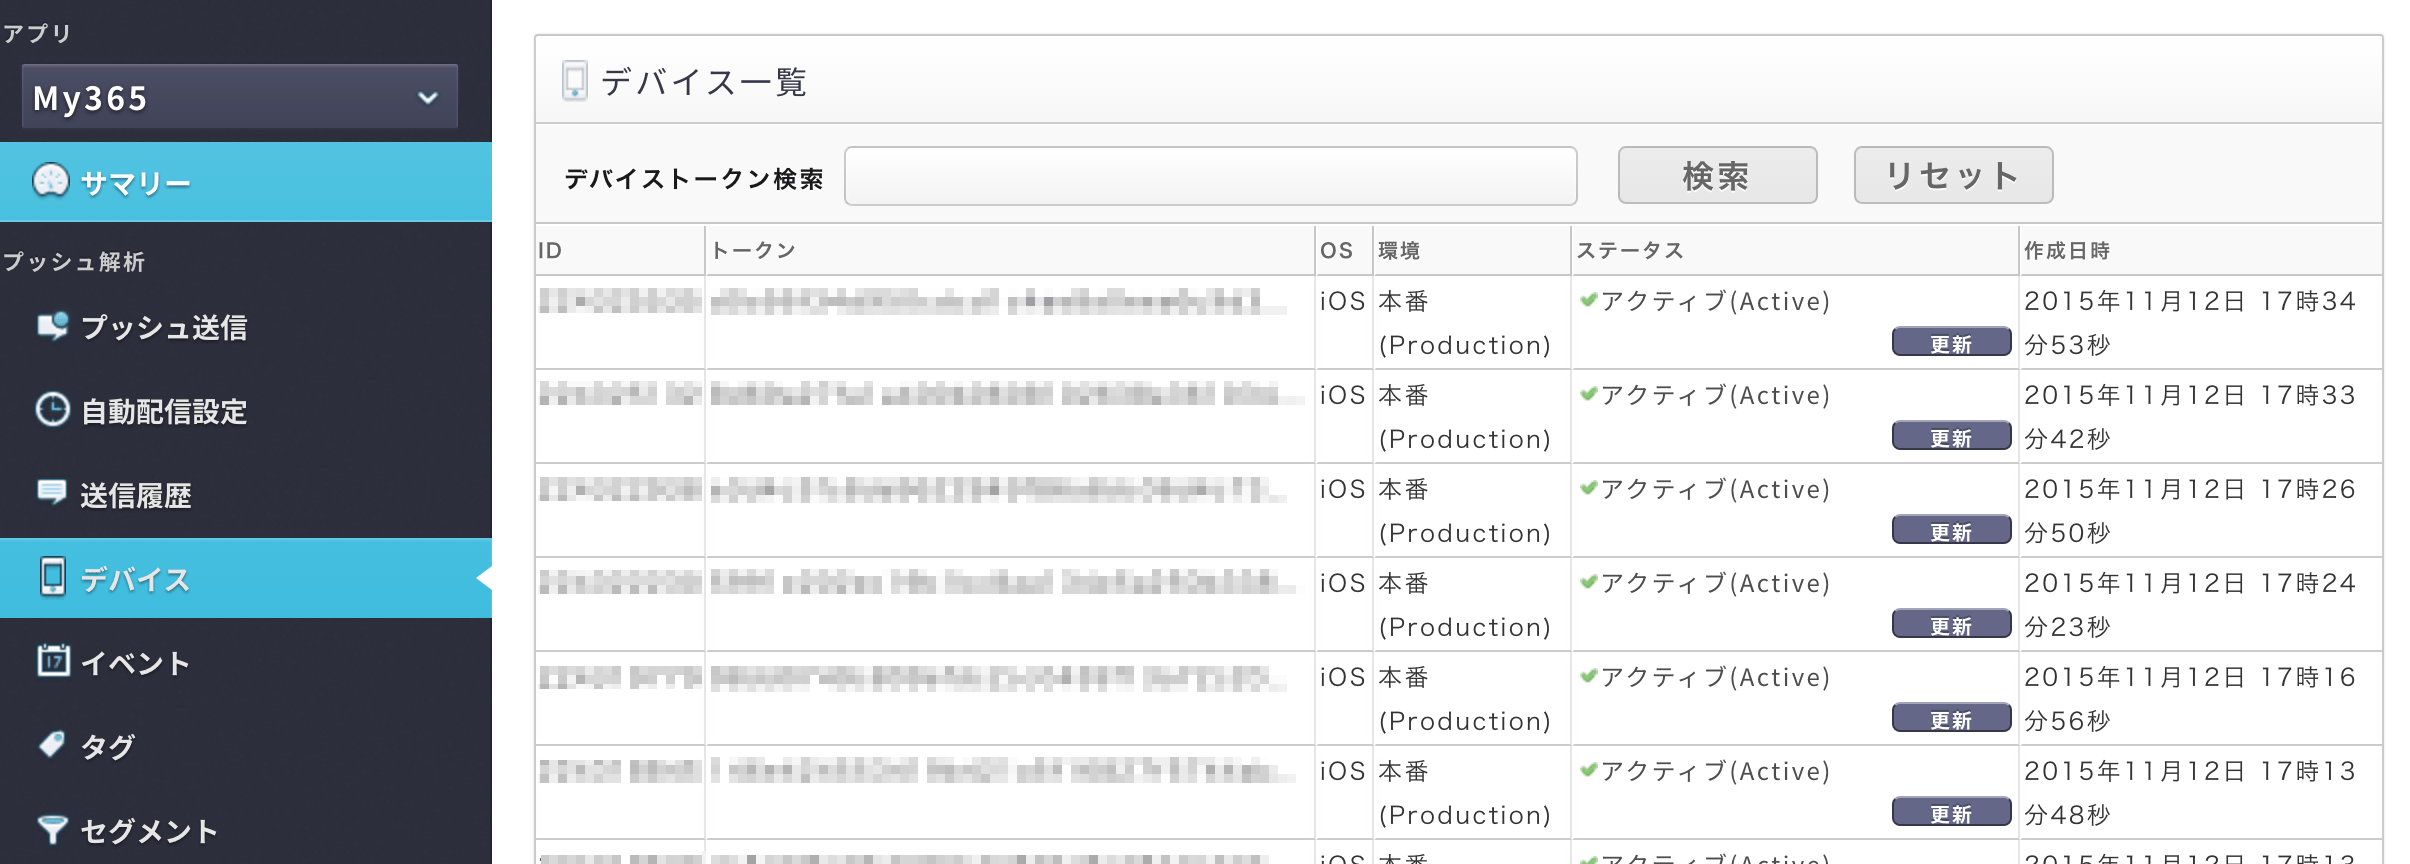 アプリ
My365
サマリー
プッシュ解析
プッシュ送信
自動配信設定
送信履歴
デバイス
イベント
タグ
セグメント
デバイス一覧
デバイストークン検索 検索 リセット
ID トークン OS 環境 ステータス 作成日時
iOS 本番 アクティブ(Active) 2015年11月12日 17時34
(Production) 更新 分53秒
iOS 本番 アクティブ(Active) 2015年11月12日 17時33
(Production) 更新 分42秒
iOS 本番 アクティブ(Active) 2015年11月12日 17時26
(Production) 更新 分50秒
iOS 本番 アクティブ(Active) 2015年11月12日 17時24
(Production) 更新 分23秒
iOS 本番 アクティブ(Active) 2015年11月12日 17時16
(Production) 更新 分56秒
iOS 本番 アクティブ(Active) 2015年11月12日 17時13
(Production) 更新 分48秒
iOS 本番 アクティブ(Active) 2015年11月12日 17時13